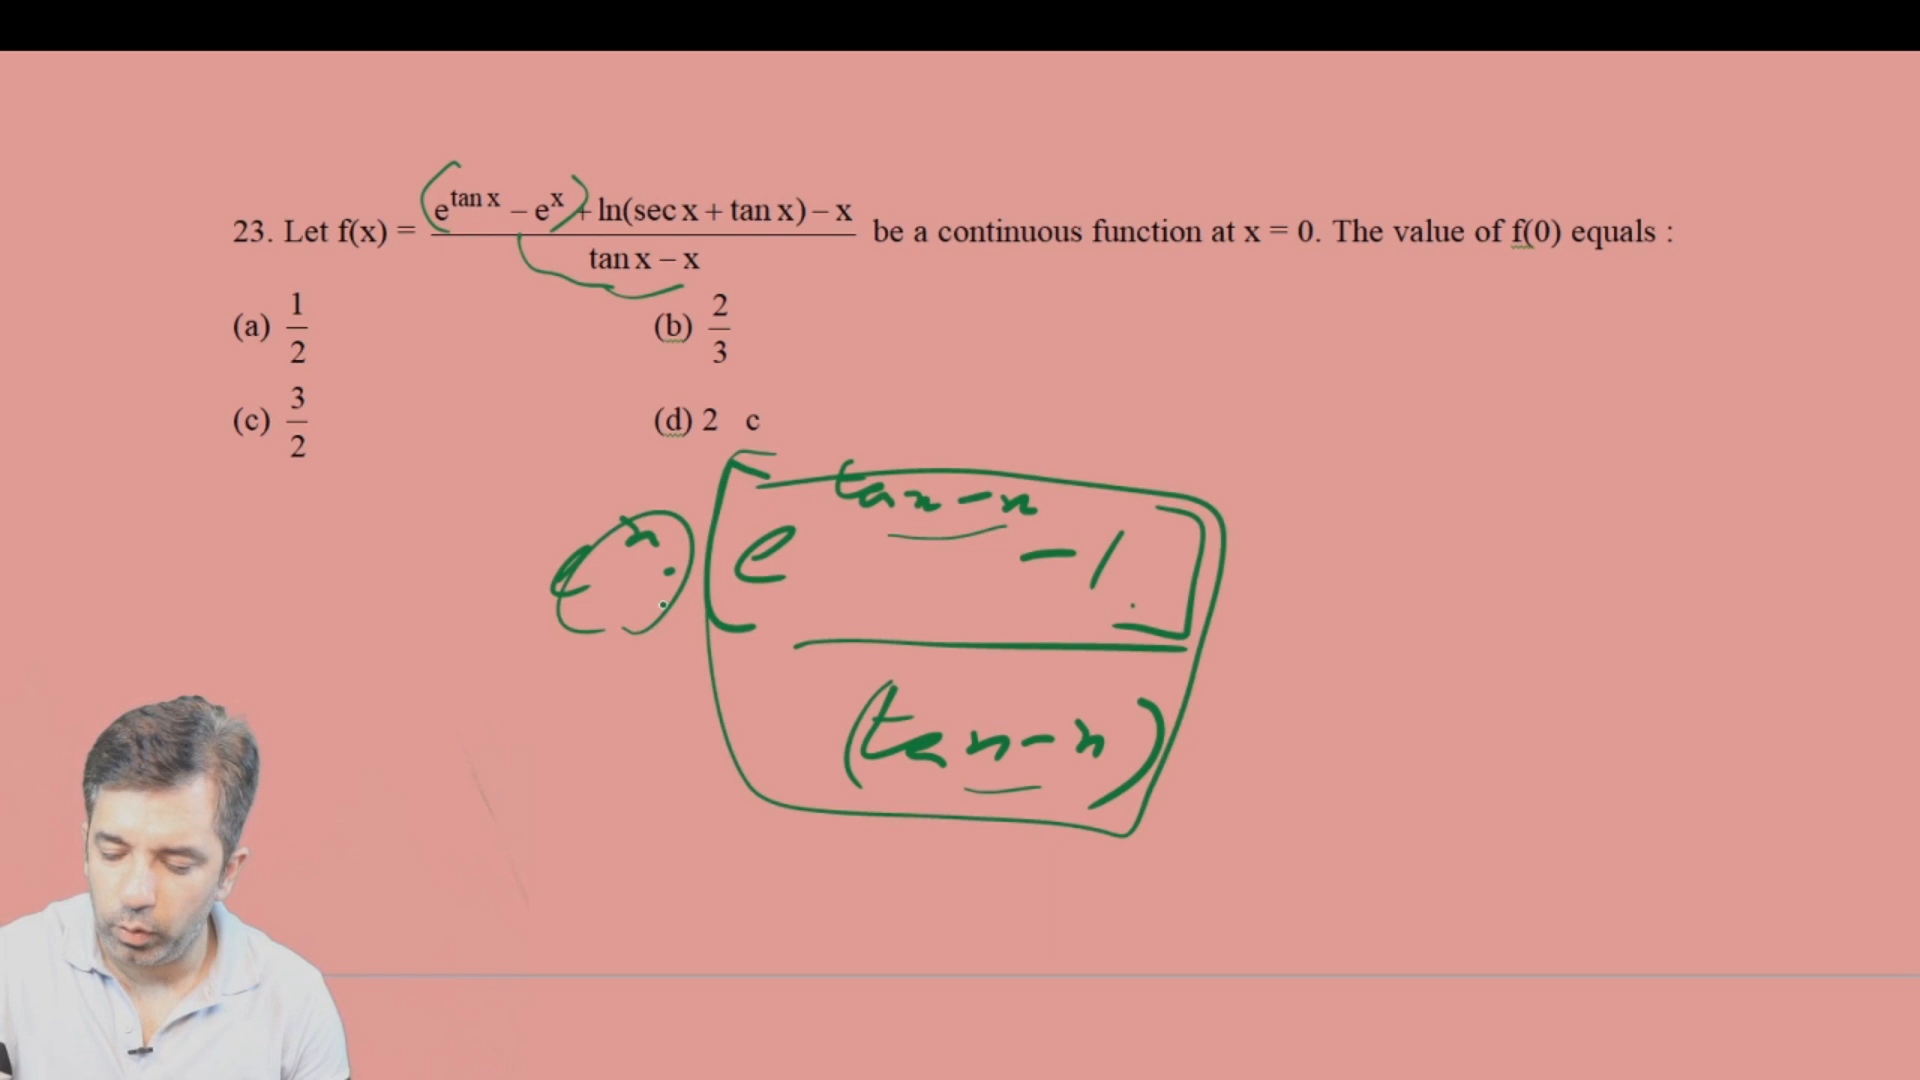 23. Let f(x) = (e^(tan x) – e^x + ln(sec x + tan x) – x) / (tan x – x) be a continuous function at x = 0. The value of f(0) equals :
(a) 1/2 (b) 2/3
(c) 3/2 (d) 2 c
e^x . [e^(tan x – x) – 1]
(tan x – x)